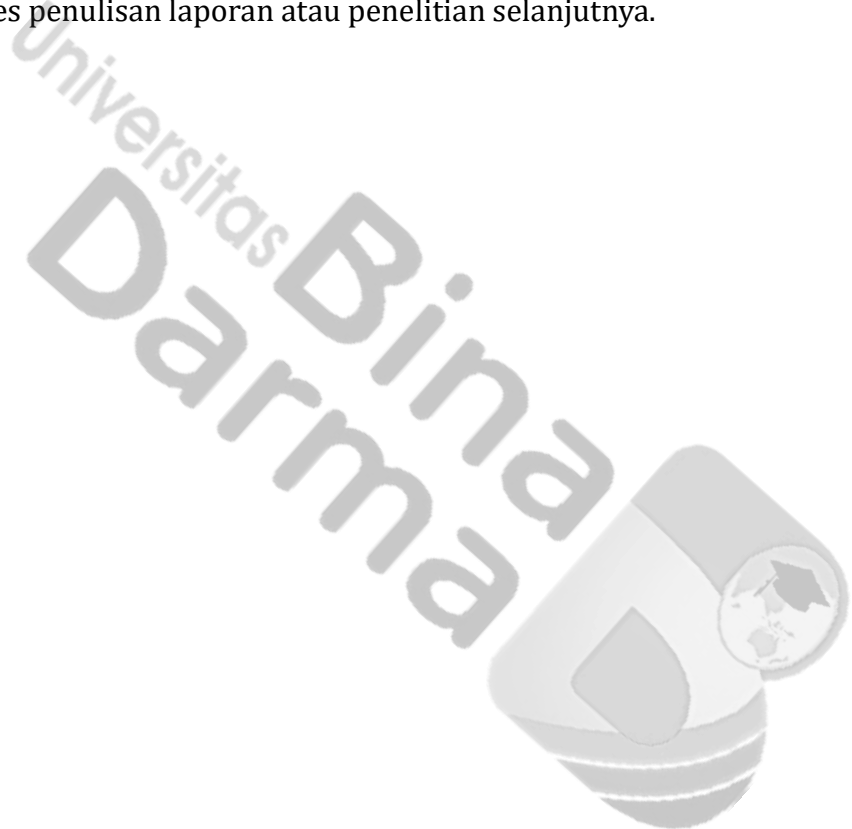 es penulisan laporan atau penelitian selanjutnya.
Universitas
Bina
Darma